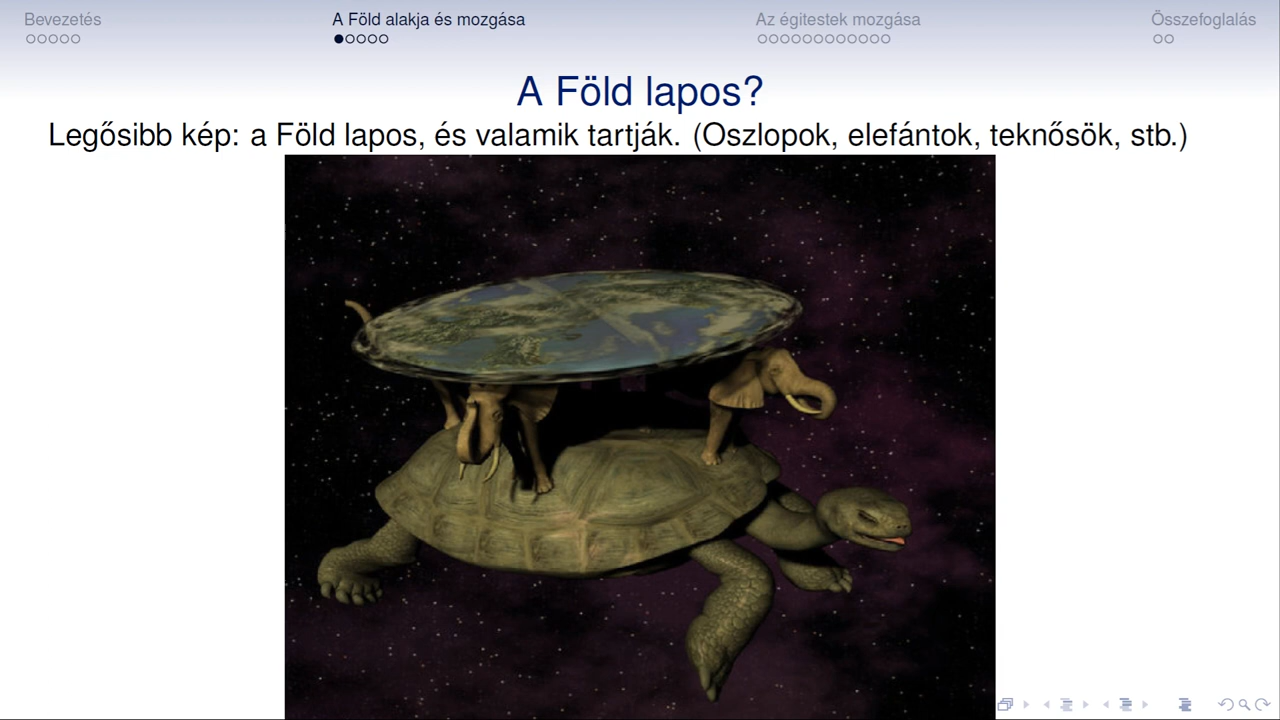 Bevezetés
A Föld alakja és mozgása
Az égitestek mozgása
Összefoglalás
A Föld lapos?
Legősibb kép: a Föld lapos, és valamik tartják. (Oszlopok, elefántok, teknősök, stb.)